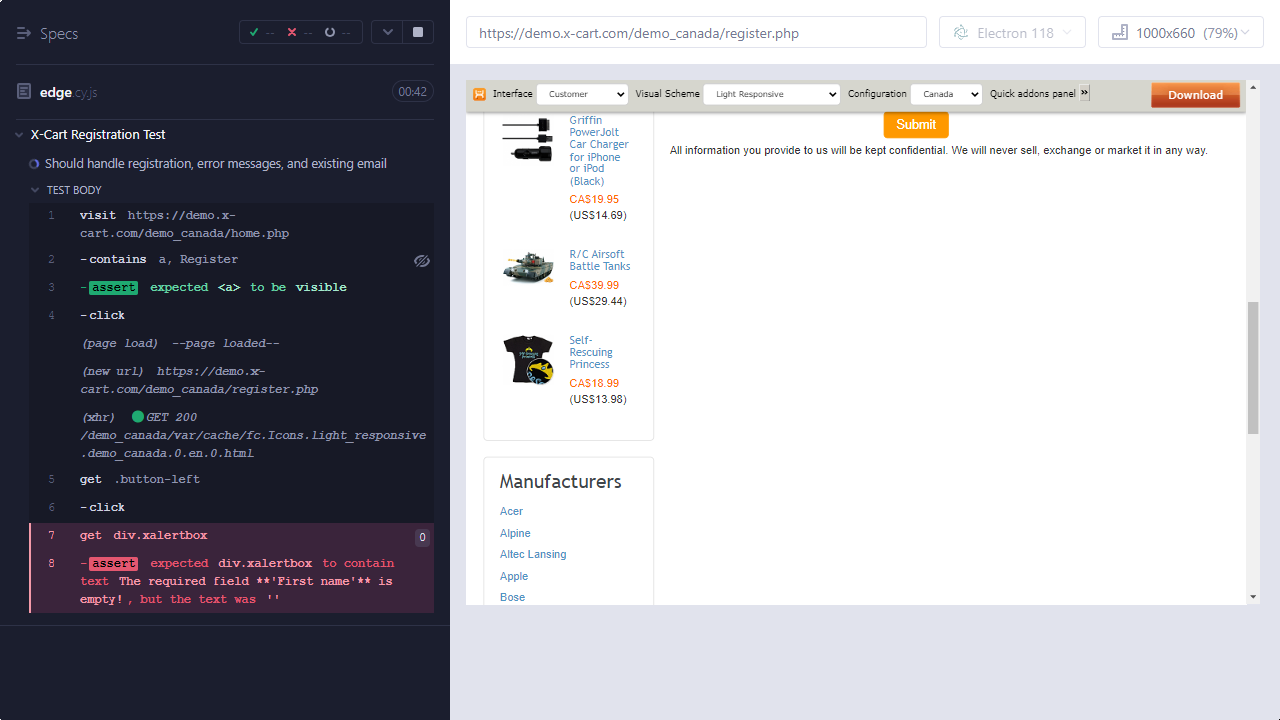 Specs
-- -- --
edge.cy.js
00:42
X-Cart Registration Test
Should handle registration, error messages, and existing email
TEST BODY
1 visit https://demo.x-
cart.com/demo_canada/home.php
2 -contains a, Register
3 -assert expected <a> to be visible
4 -click
(page load) --page loaded--
(new url) https://demo.x-
cart.com/demo_canada/register.php
(xhr) GET 200
/demo_canada/var/cache/fc.Icons.light_responsive
.demo_canada.0.en.0.html
5 get .button-left
6 -click
7 get div.xalertbox 0
8 -assert expected div.xalertbox to contain
text The required field **'First name'** is
empty!, but the text was ''
https://demo.x-cart.com/demo_canada/register.php
Electron 118
1000x660 (79%)
Interface Customer Visual Scheme Light Responsive Configuration Canada Quick addons panel » Download
Griffin
PowerJolt
Car Charger
for iPhone
or iPod
(Black)
CA$19.95
(US$14.69)
R/C Airsoft
Battle Tanks
CA$39.99
(US$29.44)
Self-
Rescuing
Princess
CA$18.99
(US$13.98)
Manufacturers
Acer
Alpine
Altec Lansing
Apple
Bose
Submit
All information you provide to us will be kept confidential. We will never sell, exchange or market it in any way.